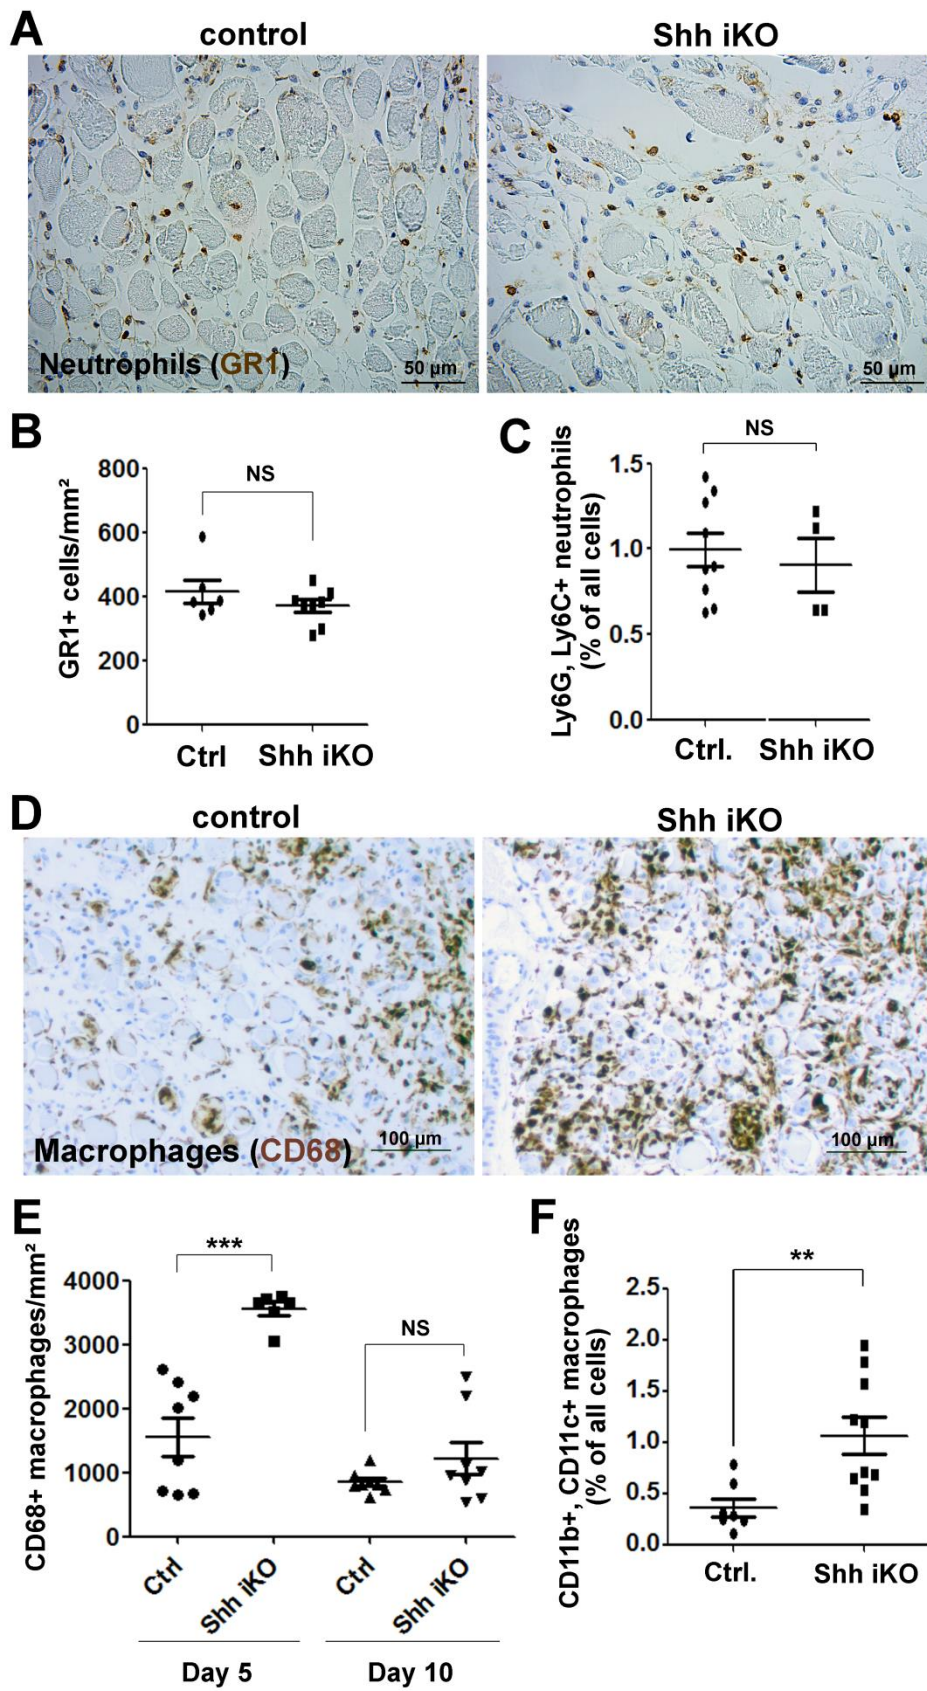 A
control
Shh iKO
Neutrophils (GR1)
50 µm
50 µm
B
GR1+ cells/mm²
800
600
400
200
0
NS
Ctrl
Shh iKO
C
Ly6G, Ly6C+ neutrophils
(% of all cells)
1.5
1.0
0.5
0.0
NS
Ctrl.
Shh iKO
D
control
Shh iKO
Macrophages (CD68)
100 µm
100 µm
E
CD68+ macrophages/mm²
4000
3000
2000
1000
0
***
NS
Ctrl
Shh iKO
Ctrl
Shh iKO
Day 5
Day 10
F
CD11b+, CD11c+ macrophages
(% of all cells)
2.5
2.0
1.5
1.0
0.5
0.0
**
Ctrl.
Shh iKO